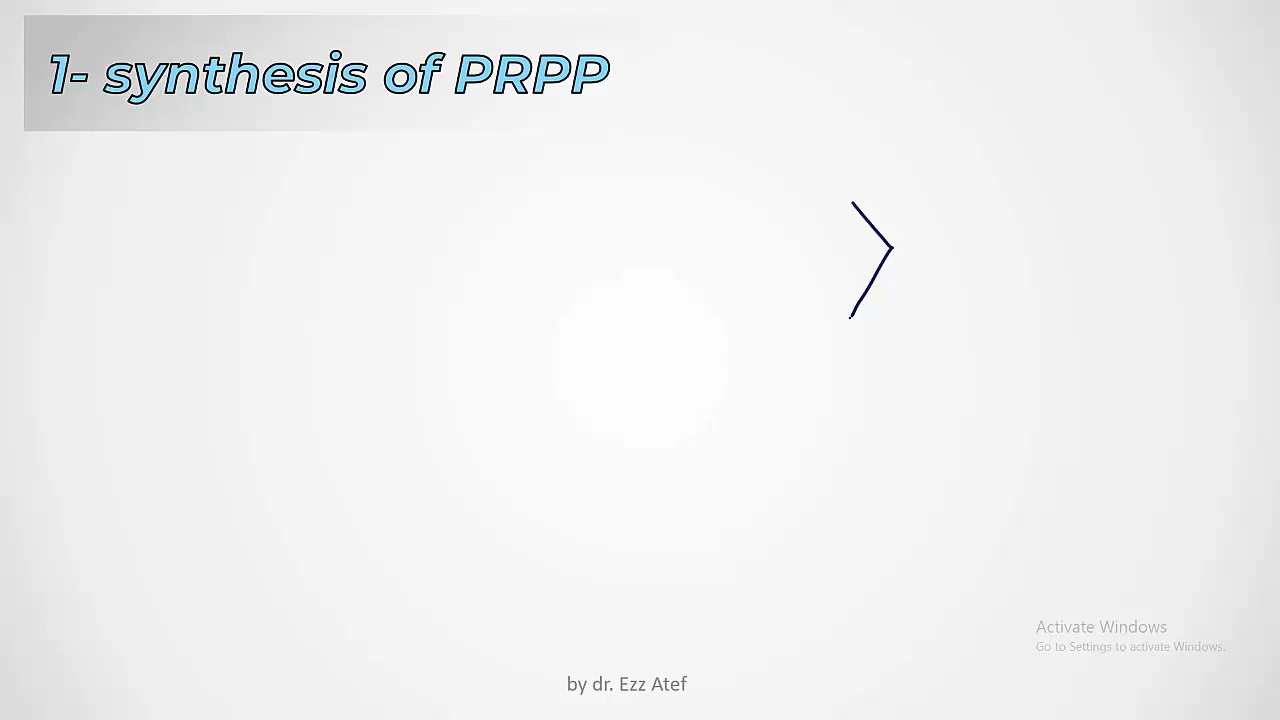 1- synthesis of PRPP
Activate Windows
Go to Settings to activate Windows.
by dr. Ezz Atef